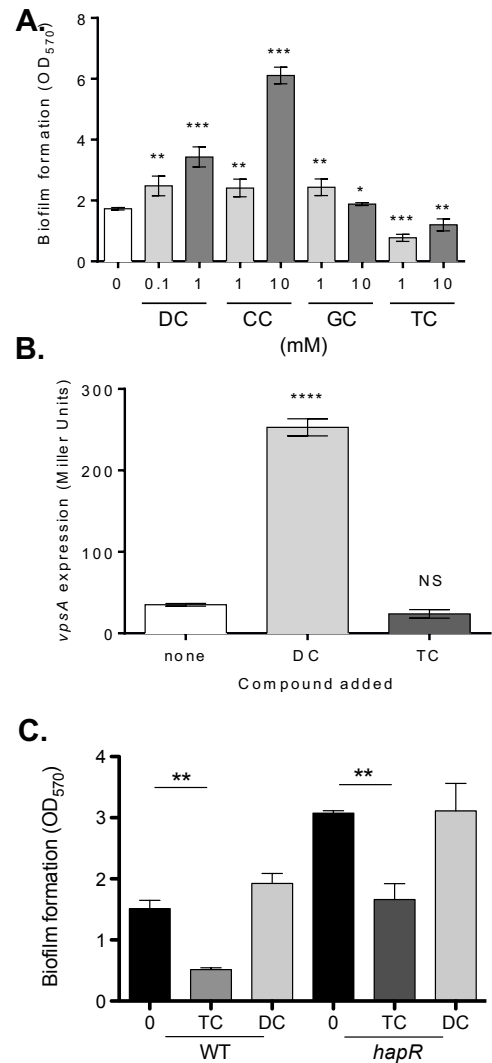 A.
Biofilm formation (OD570)
8
6
4
2
0
**
***
**
***
**
*
***
**
0 0.1 1 1 10 1 10 1 10
DC CC GC TC
(mM)
B.
vpsA expression (Miller Units)
300
200
100
0
****
NS
none DC TC
Compound added
C.
Biofilm formation (OD570)
4
3
2
1
0
** **
0 TC DC 0 TC DC
WT hapR